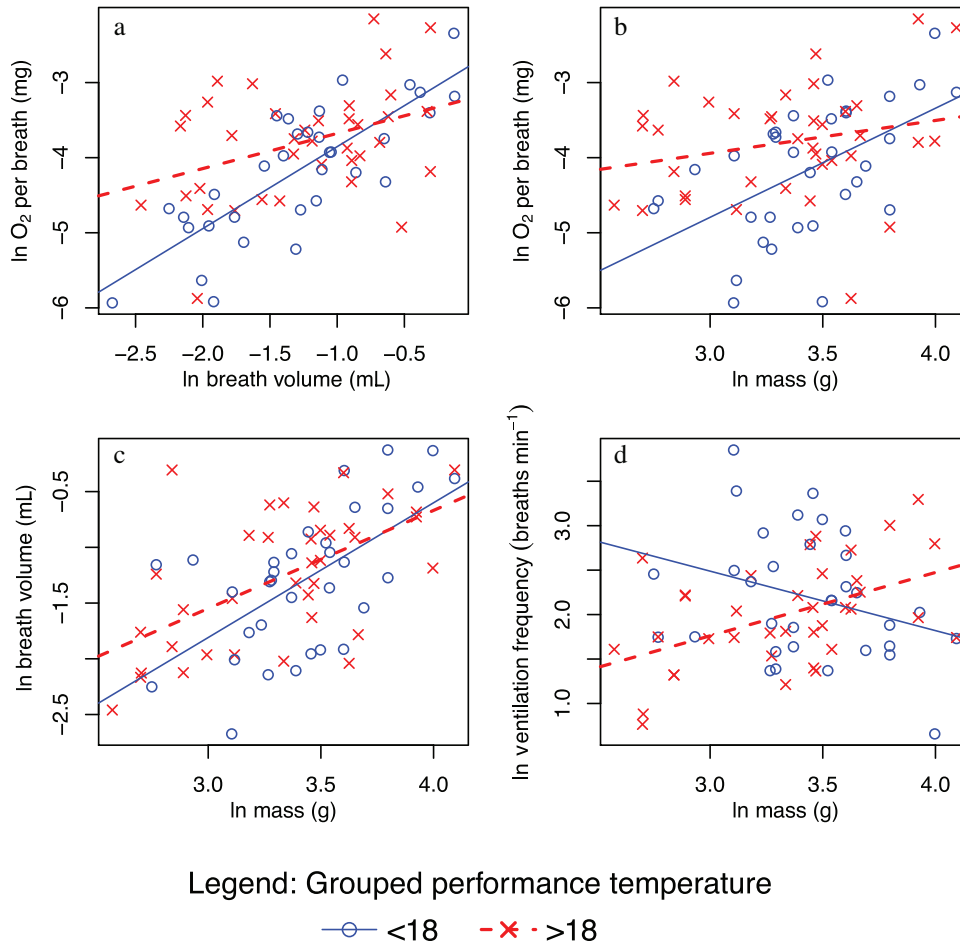 a
ln O₂ per breath (mg)
−3
−4
−5
−6
−2.5 −2.0 −1.5 −1.0 −0.5
ln breath volume (mL)
b
ln O₂ per breath (mg)
−3
−4
−5
−6
3.0 3.5 4.0
ln mass (g)
c
ln breath volume (mL)
−0.5
−1.5
−2.5
3.0 3.5 4.0
ln mass (g)
d
ln ventilation frequency (breaths min⁻¹)
3.0
2.0
1.0
3.0 3.5 4.0
ln mass (g)
Legend: Grouped performance temperature
<18 >18